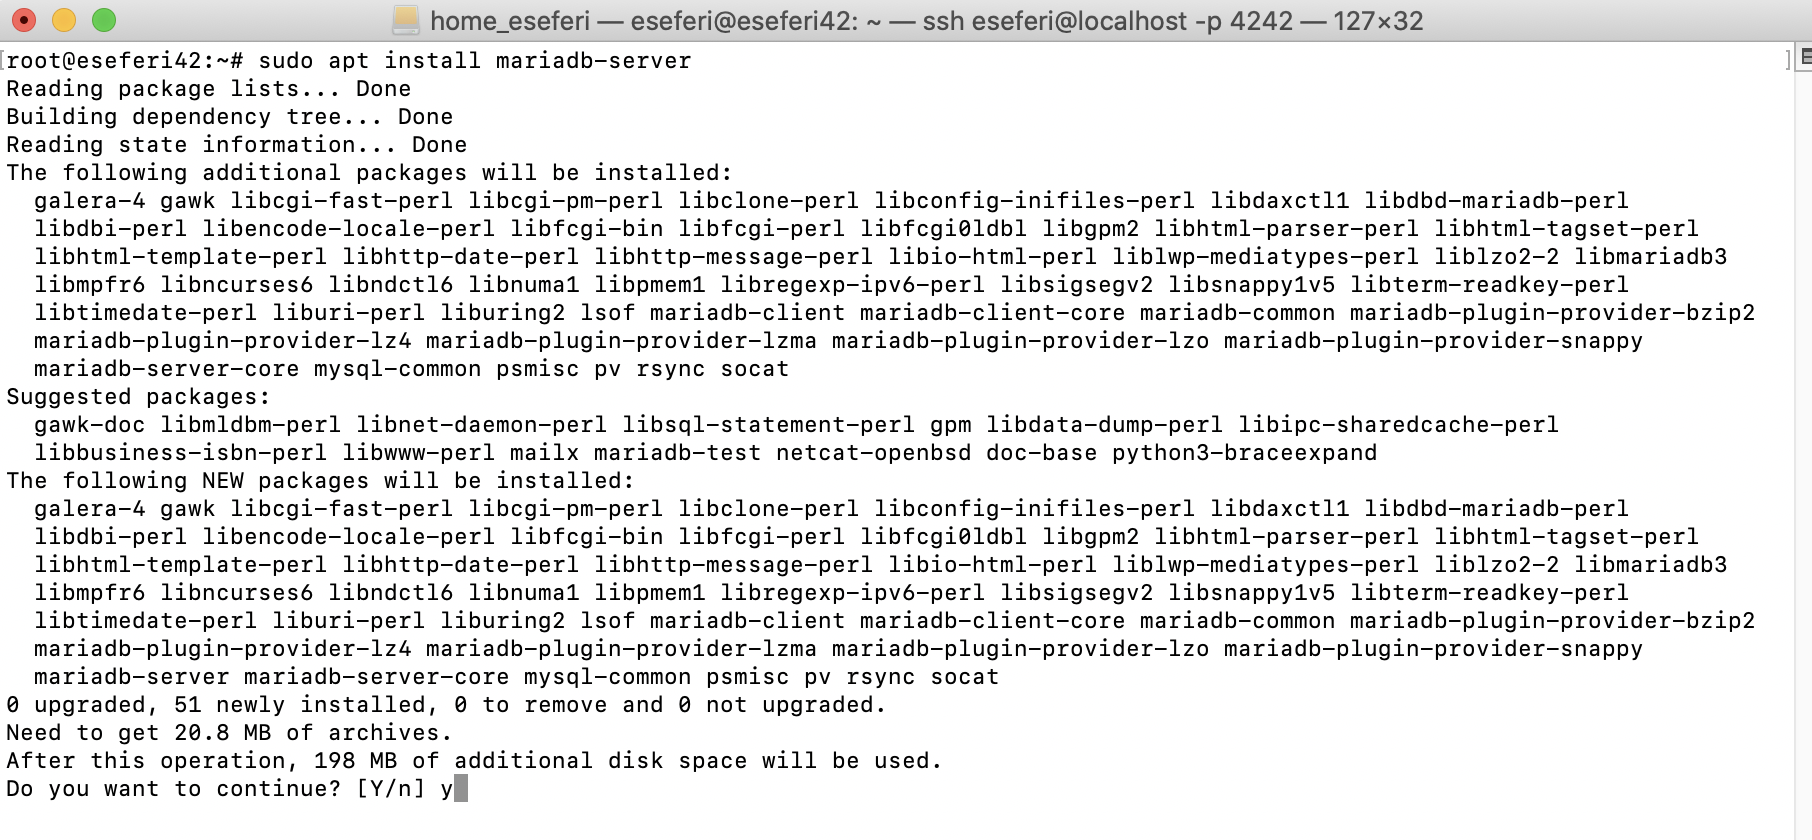 home_eseferi — eseferi@eseferi42: ~ — ssh eseferi@localhost -p 4242 — 127×32
[root@eseferi42:~# sudo apt install mariadb-server ]
Reading package lists... Done
Building dependency tree... Done
Reading state information... Done
The following additional packages will be installed:
  galera-4 gawk libcgi-fast-perl libcgi-pm-perl libclone-perl libconfig-inifiles-perl libdaxctl1 libdbd-mariadb-perl
  libdbi-perl libencode-locale-perl libfcgi-bin libfcgi-perl libfcgi0ldbl libgpm2 libhtml-parser-perl libhtml-tagset-perl
  libhtml-template-perl libhttp-date-perl libhttp-message-perl libio-html-perl liblwp-mediatypes-perl liblzo2-2 libmariadb3
  libmpfr6 libncurses6 libndctl6 libnuma1 libpmem1 libregexp-ipv6-perl libsigsegv2 libsnappy1v5 libterm-readkey-perl
  libtimedate-perl liburi-perl liburing2 lsof mariadb-client mariadb-client-core mariadb-common mariadb-plugin-provider-bzip2
  mariadb-plugin-provider-lz4 mariadb-plugin-provider-lzma mariadb-plugin-provider-lzo mariadb-plugin-provider-snappy
  mariadb-server-core mysql-common psmisc pv rsync socat
Suggested packages:
  gawk-doc libmldbm-perl libnet-daemon-perl libsql-statement-perl gpm libdata-dump-perl libipc-sharedcache-perl
  libbusiness-isbn-perl libwww-perl mailx mariadb-test netcat-openbsd doc-base python3-braceexpand
The following NEW packages will be installed:
  galera-4 gawk libcgi-fast-perl libcgi-pm-perl libclone-perl libconfig-inifiles-perl libdaxctl1 libdbd-mariadb-perl
  libdbi-perl libencode-locale-perl libfcgi-bin libfcgi-perl libfcgi0ldbl libgpm2 libhtml-parser-perl libhtml-tagset-perl
  libhtml-template-perl libhttp-date-perl libhttp-message-perl libio-html-perl liblwp-mediatypes-perl liblzo2-2 libmariadb3
  libmpfr6 libncurses6 libndctl6 libnuma1 libpmem1 libregexp-ipv6-perl libsigsegv2 libsnappy1v5 libterm-readkey-perl
  libtimedate-perl liburi-perl liburing2 lsof mariadb-client mariadb-client-core mariadb-common mariadb-plugin-provider-bzip2
  mariadb-plugin-provider-lz4 mariadb-plugin-provider-lzma mariadb-plugin-provider-lzo mariadb-plugin-provider-snappy
  mariadb-server mariadb-server-core mysql-common psmisc pv rsync socat
0 upgraded, 51 newly installed, 0 to remove and 0 not upgraded.
Need to get 20.8 MB of archives.
After this operation, 198 MB of additional disk space will be used.
Do you want to continue? [Y/n] y